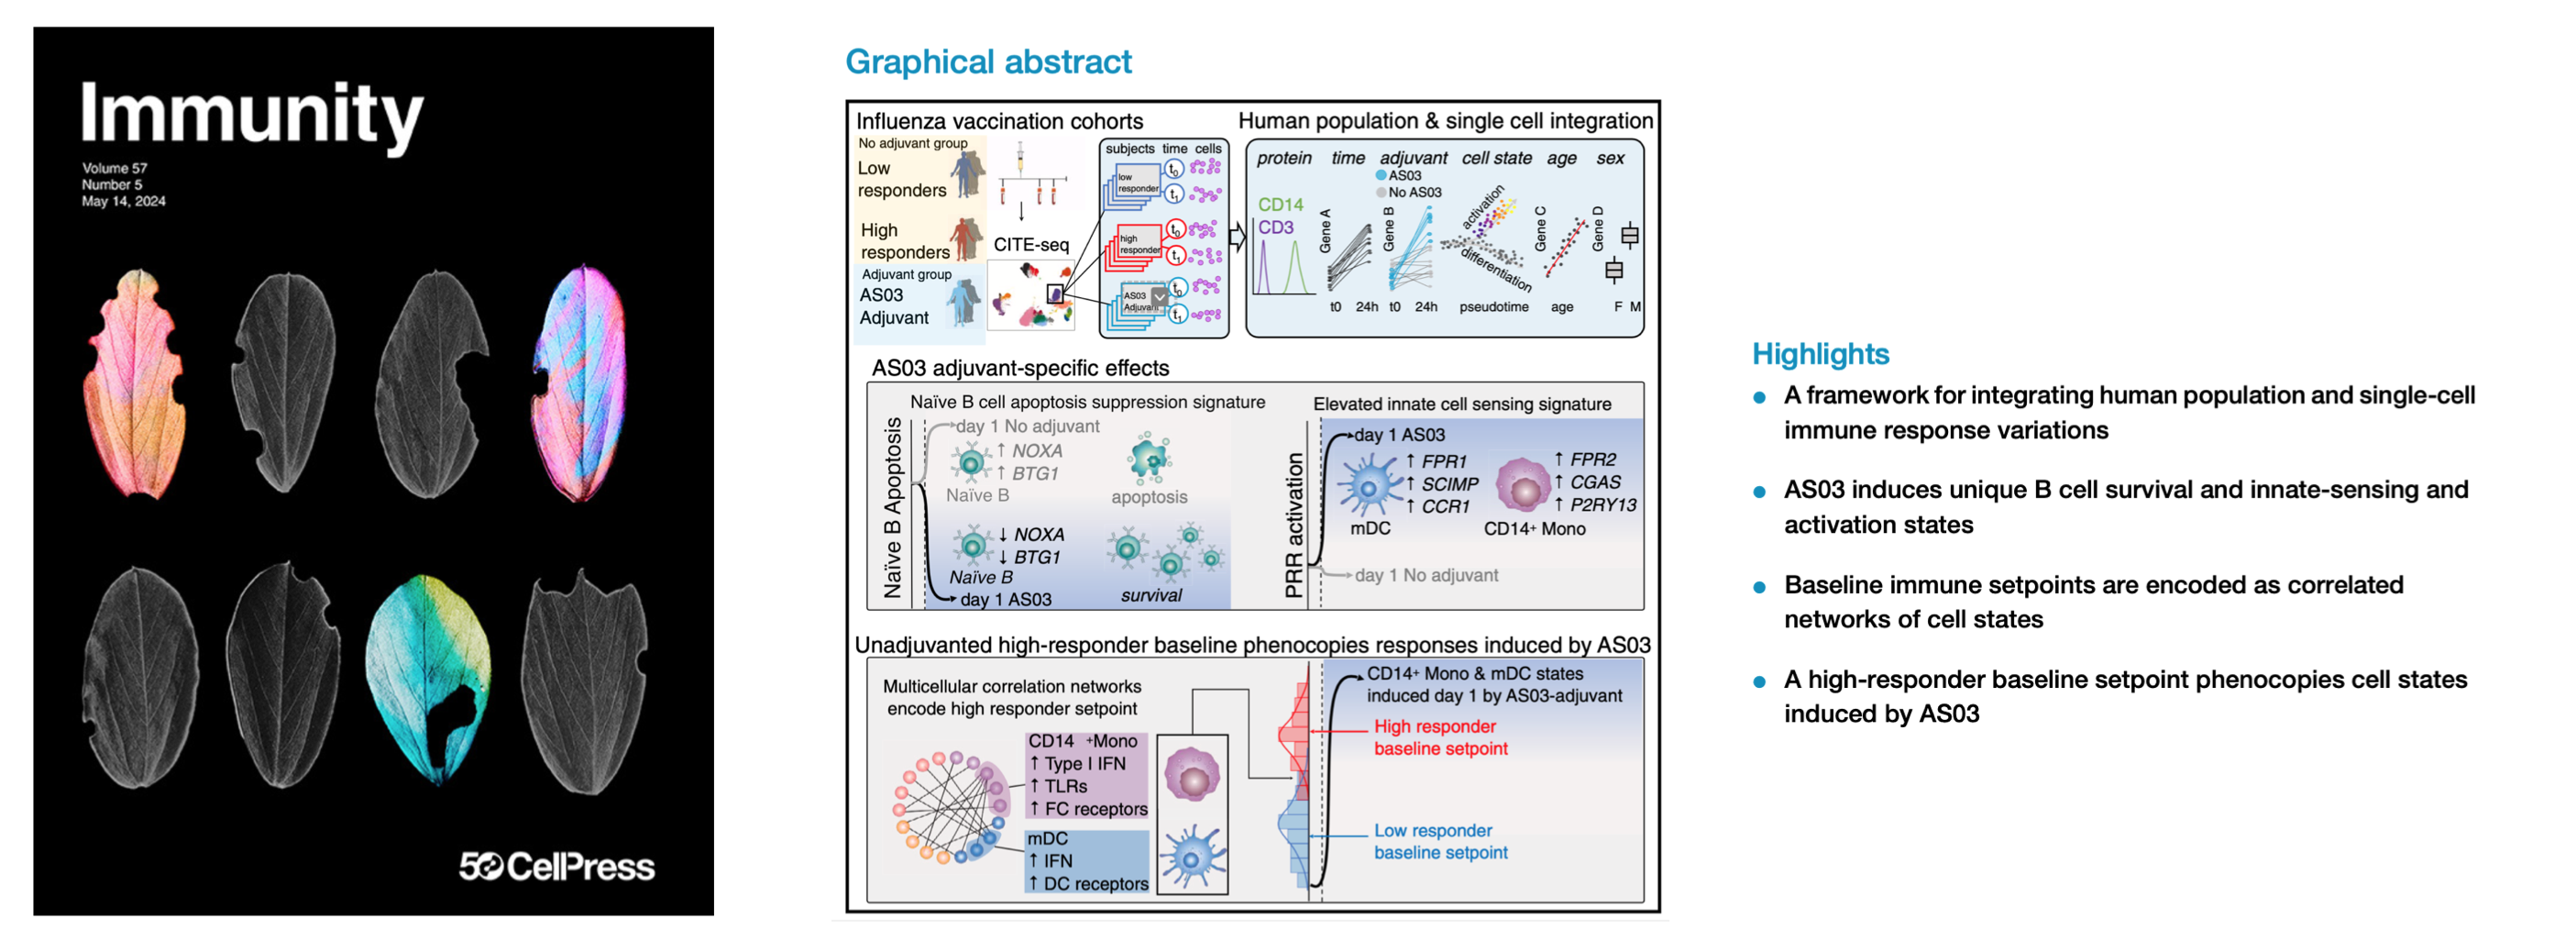 Immunity
Volume 57
Number 5
May 14, 2024
50 CellPress
Graphical abstract
Influenza vaccination cohorts
No adjuvant group
Low
responders
High
responders
Adjuvant group
AS03
Adjuvant
CITE-seq
subjects time cells
low
responder
t0
t1
high
responder
t0
t1
AS03
Adjuvant
t0
t1
Human population & single cell integration
protein time adjuvant cell state age sex
AS03
No AS03
CD14
CD3
Gene A
Gene B
activation
differentiation
Gene C
Gene D
t0 24h t0 24h pseudotime age F M
AS03 adjuvant-specific effects
Naïve B cell apoptosis suppression signature
Naïve B Apoptosis
day 1 No adjuvant
↑ NOXA
↑ BTG1
Naïve B
apoptosis
↓ NOXA
↓ BTG1
Naïve B
day 1 AS03
survival
Elevated innate cell sensing signature
PRR activation
day 1 AS03
↑ FPR1
↑ SCIMP
↑ CCR1
mDC
↑ FPR2
↑ CGAS
↑ P2RY13
CD14+ Mono
day 1 No adjuvant
Unadjuvanted high-responder baseline phenocopies responses induced by AS03
Multicellular correlation networks
encode high responder setpoint
CD14 +Mono
↑ Type I IFN
↑ TLRs
↑ FC receptors
mDC
↑ IFN
↑ DC receptors
CD14+ Mono & mDC states
induced day 1 by AS03-adjuvant
High responder
baseline setpoint
Low responder
baseline setpoint
Highlights
● A framework for integrating human population and single-cell
immune response variations
● AS03 induces unique B cell survival and innate-sensing and
activation states
● Baseline immune setpoints are encoded as correlated
networks of cell states
● A high-responder baseline setpoint phenocopies cell states
induced by AS03